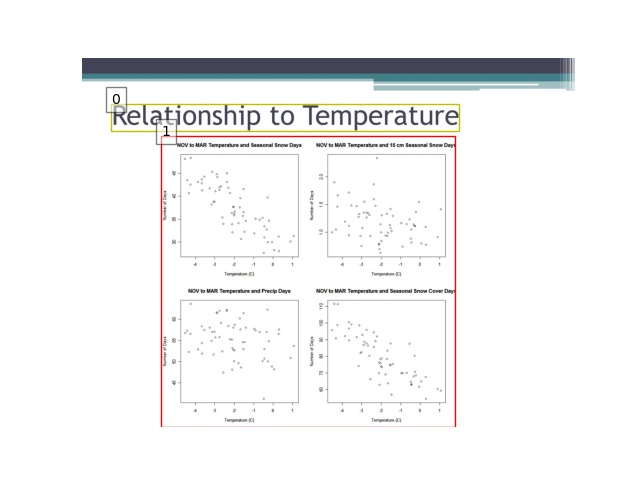 0
Relationship to Temperature
1
NOV to MAR Temperature and Seasonal Snow Days
NOV to MAR Temperature and 15 cm Seasonal Snow Days
Number of Days
45
40
35
30
-4 -3 -2 -1 0 1
Temperature (C)
Number of Days
2.0
1.5
1.0
-4 -3 -2 -1 0 1
Temperature (C)
NOV to MAR Temperature and Precip Days
NOV to MAR Temperature and Seasonal Snow Cover Days
Number of Days
60
55
50
45
-4 -3 -2 -1 0 1
Temperature (C)
Number of Days
110
100
90
80
70
60
-4 -3 -2 -1 0 1
Temperature (C)